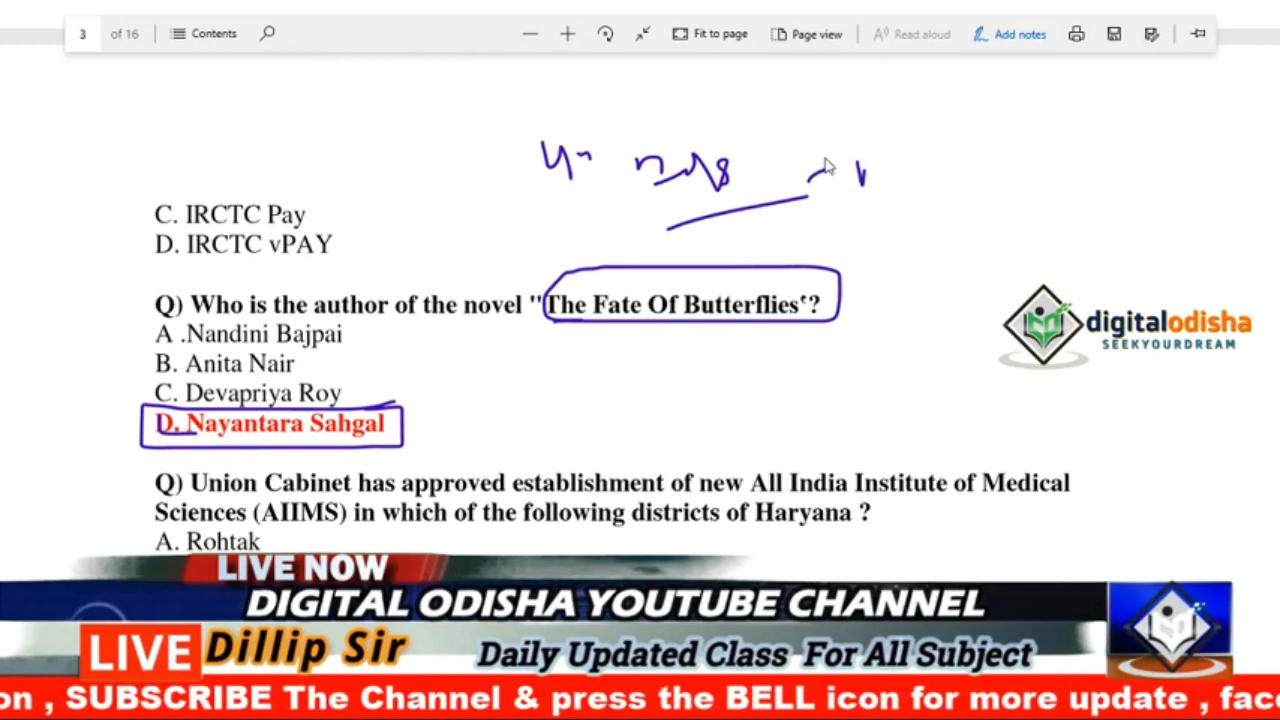 3 of 16 Contents Fit to page Page view Read aloud Add notes
C. IRCTC Pay
D. IRCTC vPAY
Q) Who is the author of the novel "The Fate Of Butterflies'?
A .Nandini Bajpai
B. Anita Nair
C. Devapriya Roy
D. Nayantara Sahgal
digitalodisha
SEEKYOURDREAM
Q) Union Cabinet has approved establishment of new All India Institute of Medical
Sciences (AIIMS) in which of the following districts of Haryana ?
A. Rohtak
LIVE NOW
DIGITAL ODISHA YOUTUBE CHANNEL
LIVE Dillip Sir Daily Updated Class For All Subject
on , SUBSCRIBE The Channel & press the BELL icon for more update , face